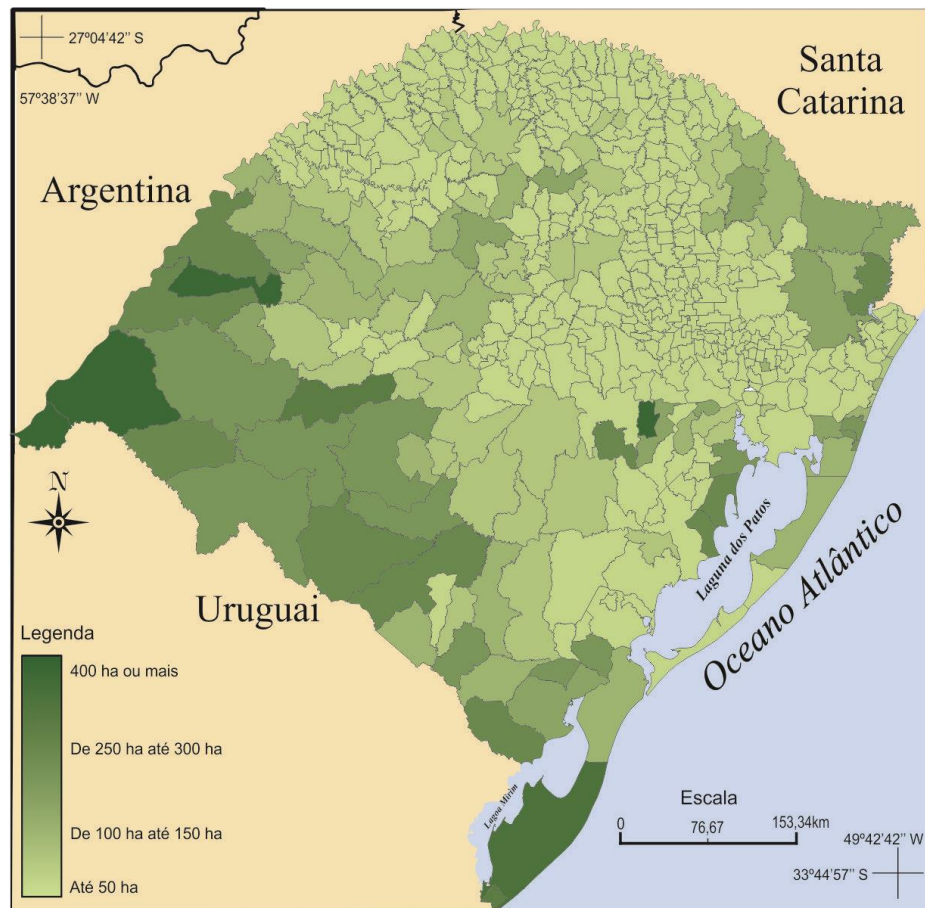 27º04’42’’ S
57º38’37’’ W
Santa
Catarina
Argentina
N
Uruguai
Laguna dos Patos
Oceano Atlântico
Lagoa Mirim
Legenda
400 ha ou mais
De 250 ha até 300 ha
De 100 ha até 150 ha
Até 50 ha
Escala
0
76,67
153,34km
49º42’42’’ W
33º44’57’’ S